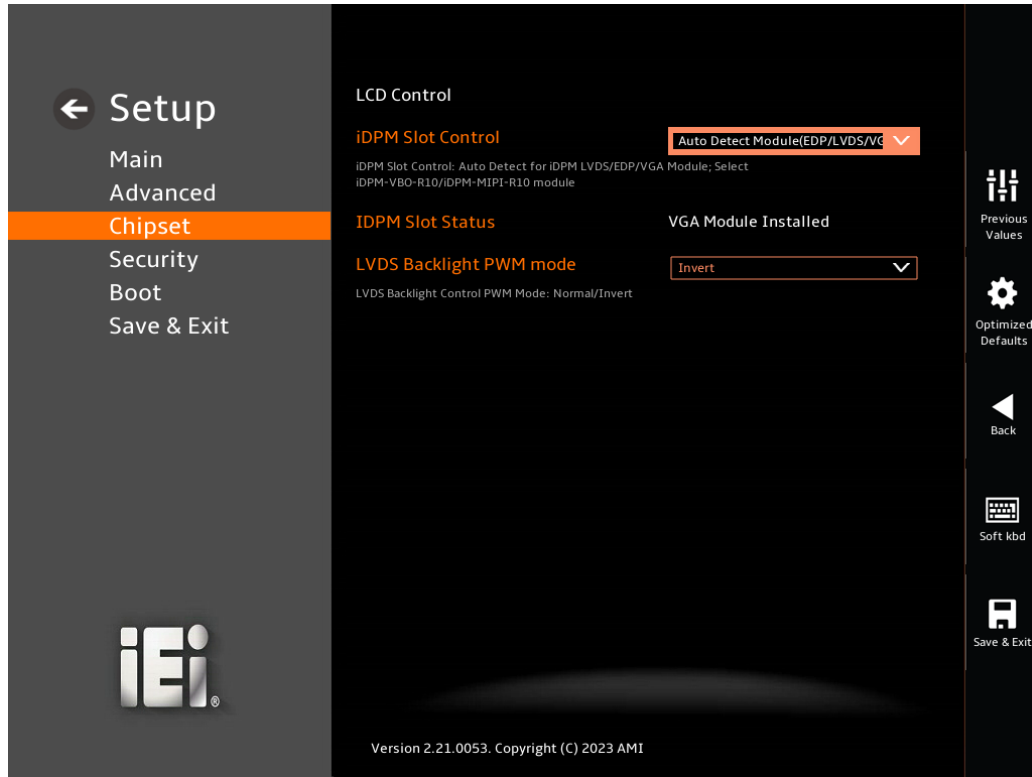 Setup
Main
Advanced
Chipset
Security
Boot
Save & Exit
iEi®
LCD Control
iDPM Slot Control
Auto Detect Module(EDP/LVDS/VG
iDPM Slot Control: Auto Detect for iDPM LVDS/EDP/VGA Module; Select
iDPM-VBO-R10/iDPM-MIPI-R10 module
IDPM Slot Status
VGA Module Installed
LVDS Backlight PWM mode
Invert
LVDS Backlight Control PWM Mode: Normal/Invert
Version 2.21.0053. Copyright (C) 2023 AMI
Previous
Values
Optimized
Defaults
Back
Soft kbd
Save & Exit